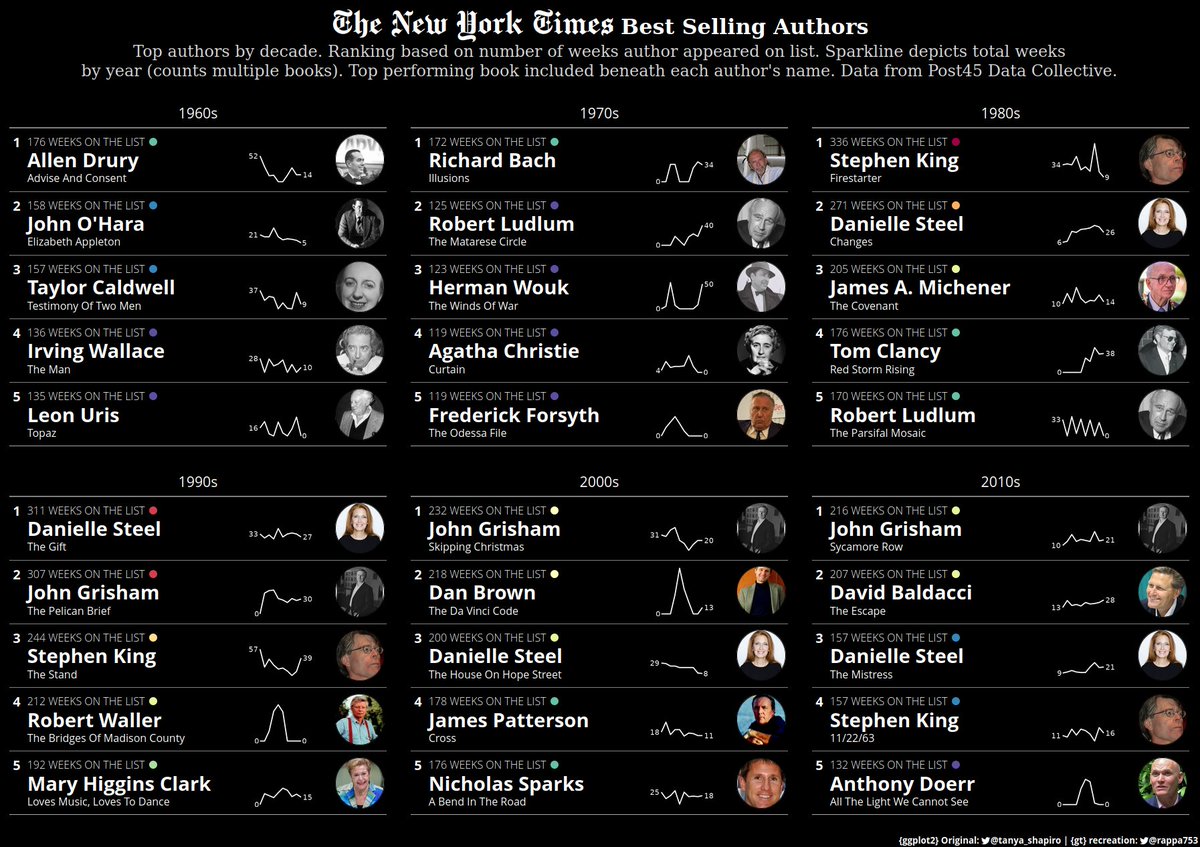 The New York Times Best Selling Authors
Top authors by decade. Ranking based on number of weeks author appeared on list. Sparkline depicts total weeks
by year (counts multiple books). Top performing book included beneath each author's name. Data from Post45 Data Collective.
1960s
1 176 WEEKS ON THE LIST
Allen Drury
Advise And Consent
52 14
2 158 WEEKS ON THE LIST
John O'Hara
Elizabeth Appleton
21 5
3 157 WEEKS ON THE LIST
Taylor Caldwell
Testimony Of Two Men
37 9
4 136 WEEKS ON THE LIST
Irving Wallace
The Man
28 10
5 135 WEEKS ON THE LIST
Leon Uris
Topaz
16 0
1970s
1 172 WEEKS ON THE LIST
Richard Bach
Illusions
0 34
2 125 WEEKS ON THE LIST
Robert Ludlum
The Matarese Circle
0 40
3 123 WEEKS ON THE LIST
Herman Wouk
The Winds Of War
0 50
4 119 WEEKS ON THE LIST
Agatha Christie
Curtain
4 0
5 119 WEEKS ON THE LIST
Frederick Forsyth
The Odessa File
0 0
1980s
1 336 WEEKS ON THE LIST
Stephen King
Firestarter
34 9
2 271 WEEKS ON THE LIST
Danielle Steel
Changes
6 26
3 205 WEEKS ON THE LIST
James A. Michener
The Covenant
10 14
4 176 WEEKS ON THE LIST
Tom Clancy
Red Storm Rising
0 38
5 170 WEEKS ON THE LIST
Robert Ludlum
The Parsifal Mosaic
33 0
1990s
1 311 WEEKS ON THE LIST
Danielle Steel
The Gift
33 27
2 307 WEEKS ON THE LIST
John Grisham
The Pelican Brief
0 30
3 244 WEEKS ON THE LIST
Stephen King
The Stand
57 39
4 212 WEEKS ON THE LIST
Robert Waller
The Bridges Of Madison County
0 0
5 192 WEEKS ON THE LIST
Mary Higgins Clark
Loves Music, Loves To Dance
0 15
2000s
1 232 WEEKS ON THE LIST
John Grisham
Skipping Christmas
31 20
2 218 WEEKS ON THE LIST
Dan Brown
The Da Vinci Code
0 13
3 200 WEEKS ON THE LIST
Danielle Steel
The House On Hope Street
29 8
4 178 WEEKS ON THE LIST
James Patterson
Cross
18 11
5 176 WEEKS ON THE LIST
Nicholas Sparks
A Bend In The Road
25 18
2010s
1 216 WEEKS ON THE LIST
John Grisham
Sycamore Row
10 21
2 207 WEEKS ON THE LIST
David Baldacci
The Escape
13 28
3 157 WEEKS ON THE LIST
Danielle Steel
The Mistress
9 21
4 157 WEEKS ON THE LIST
Stephen King
11/22/63
11 16
5 132 WEEKS ON THE LIST
Anthony Doerr
All The Light We Cannot See
0 0
{ggplot2} Original: @tanya_shapiro | {gt} recreation: @rappa753